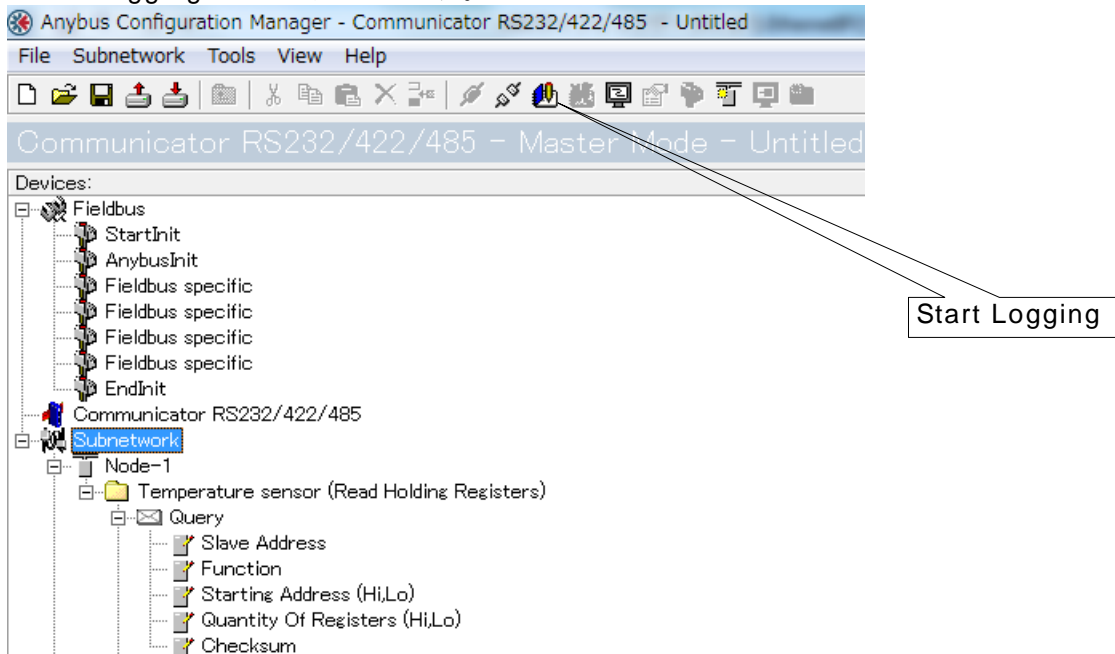 Anybus Configuration Manager - Communicator RS232/422/485 - Untitled
File Subnetwork Tools View Help
Communicator RS232/422/485 - Master Mode - Untitled
Devices:
Fieldbus
StartInit
AnybusInit
Fieldbus specific
Fieldbus specific
Fieldbus specific
Fieldbus specific
EndInit
Start Logging
Communicator RS232/422/485
Subnetwork
Node-1
Temperature sensor (Read Holding Registers)
Query
Slave Address
Function
Starting Address (Hi,Lo)
Quantity Of Registers (Hi,Lo)
Checksum